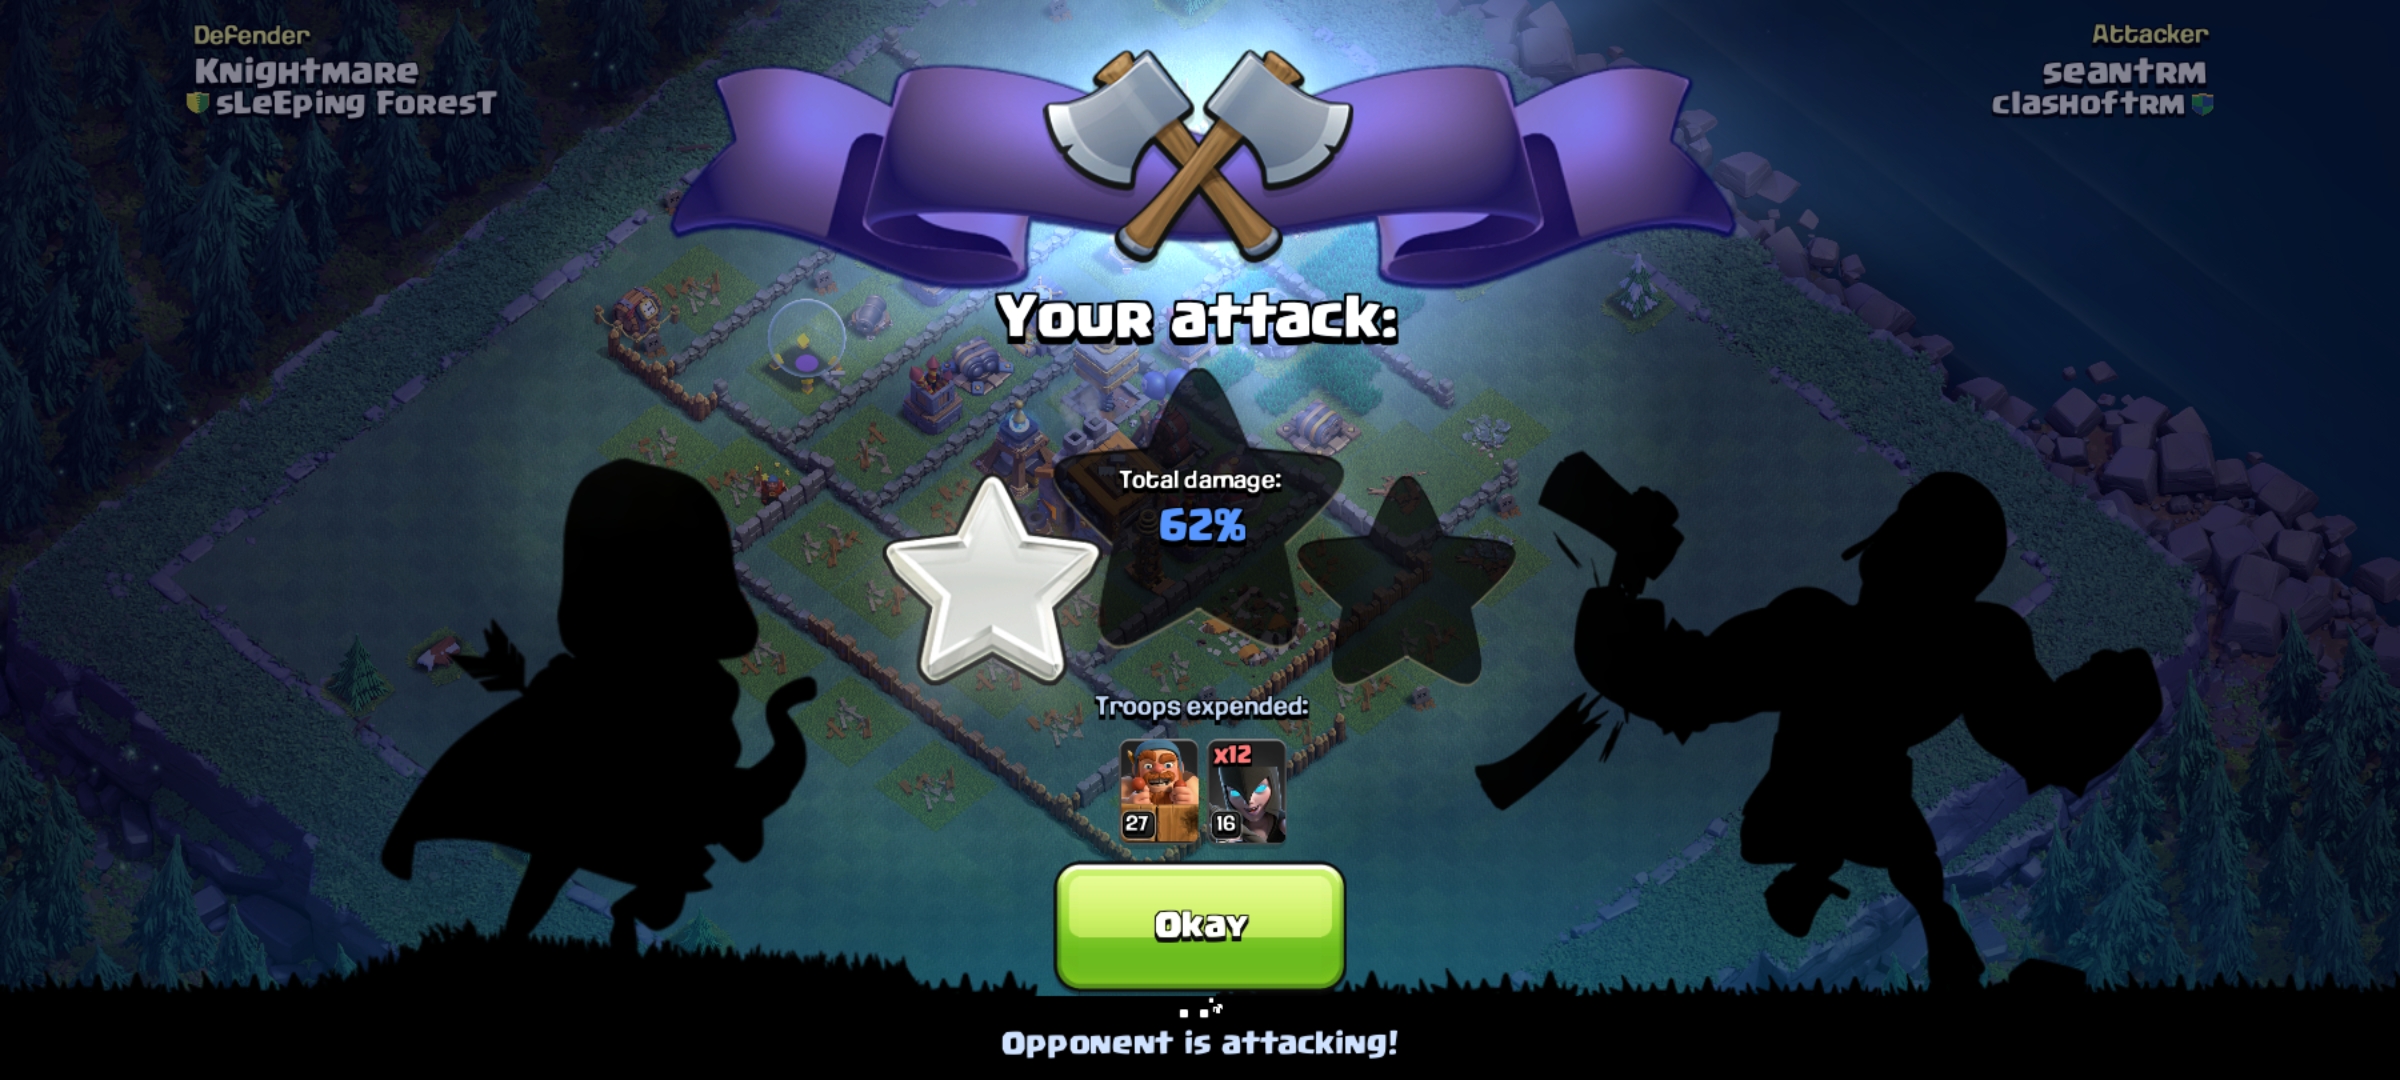 Defender
Knightmare
sLeEping ForesT
Attacker
seantRM
clashoftRM
Your attack:
Total damage:
62%
Troops expended:
x12
27
16
Okay
Opponent is attacking!